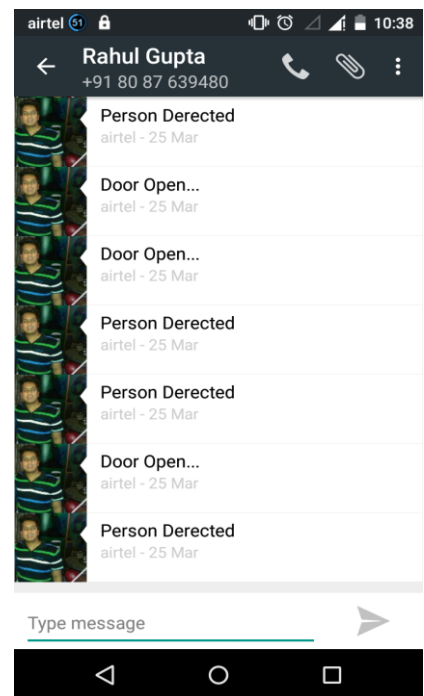 airtel 51 10:38
Rahul Gupta
+91 80 87 639480
Person Derected
airtel - 25 Mar
Door Open...
airtel - 25 Mar
Door Open...
airtel - 25 Mar
Person Derected
airtel - 25 Mar
Person Derected
airtel - 25 Mar
Door Open...
airtel - 25 Mar
Person Derected
airtel - 25 Mar
Type message